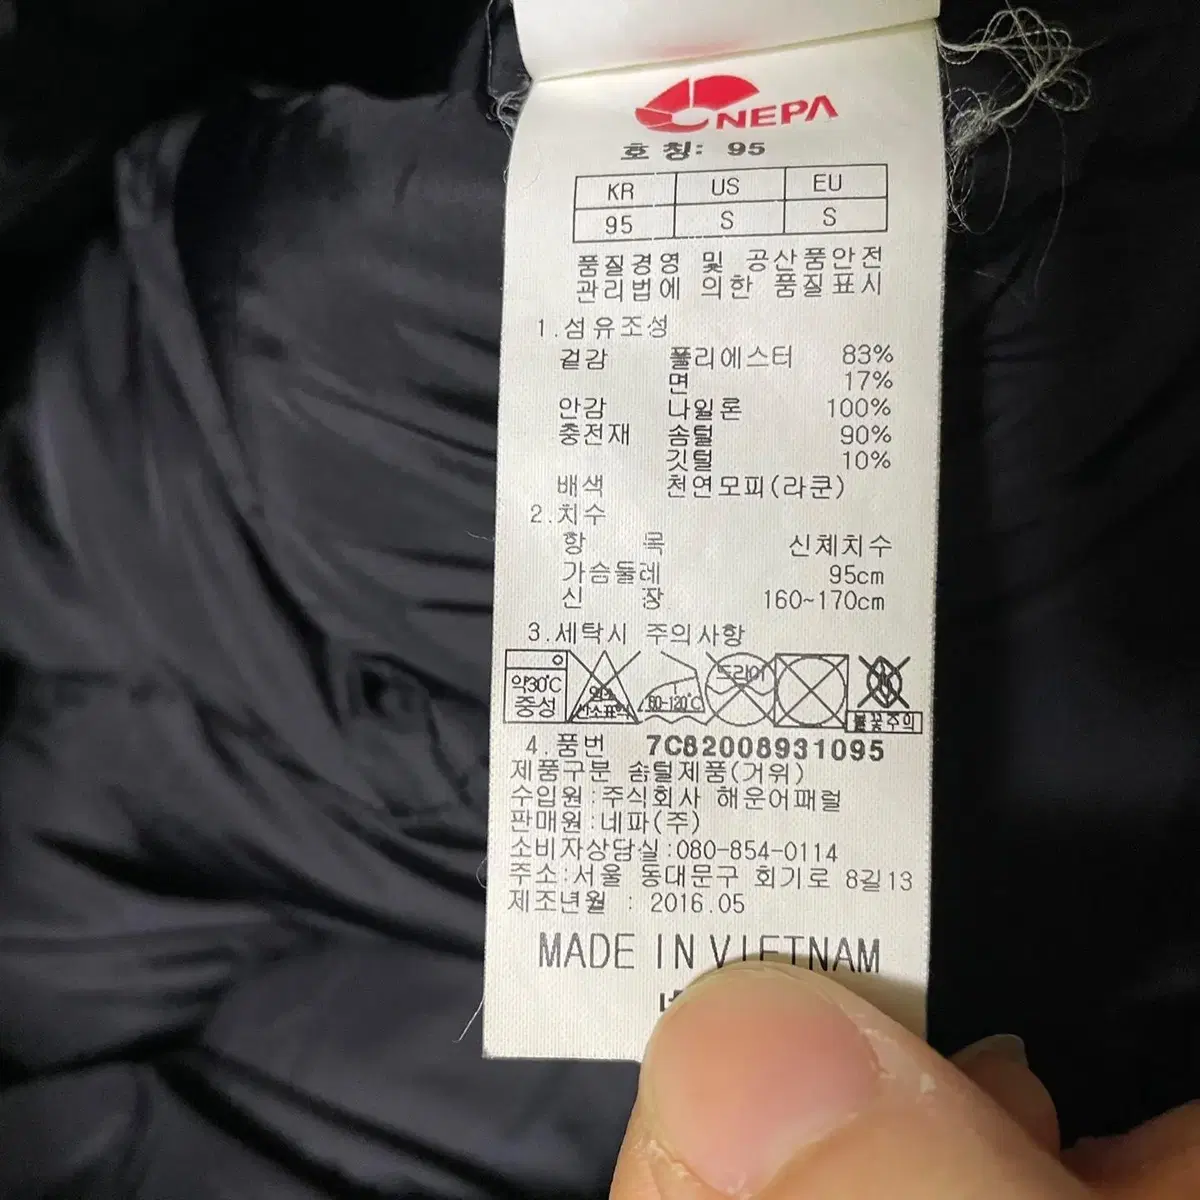 NEPA
호 칭: 95
KR US EU
95 S S
품질경영 및 공산품안전
관리법에 의한 품질표시
1.섬유조성
겉감 폴리에스터 83%
면 17%
안감 나일론 100%
충전재 솜털 90%
깃털 10%
배색 천연모피(라쿤)
2.치수
항 목 신체치수
가슴둘레 95cm
신 장 160~170cm
3.세탁시 주의사항
약30℃ 중성 산소표백 80-120℃ 드라이 불꽃주의
4.품번 7C82008931095
제품구분 솜털제품(거위)
수입원:주식회사 해운어패럴
판매원:네파(주)
소비자상담실:080-854-0114
주소:서울 동대문구 회기로 8길13
제조년월 : 2016.05
MADE IN VIETNAM